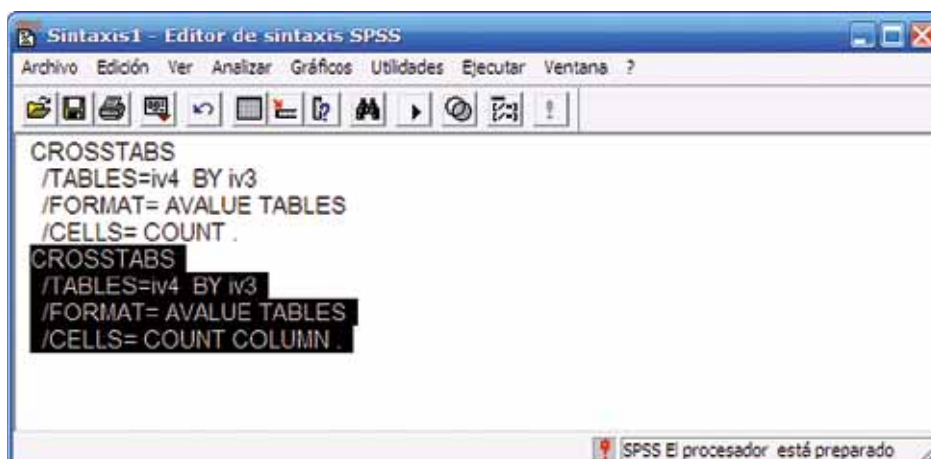 Sintaxis1 - Editor de sintaxis SPSS
Archivo Edición Ver Analizar Gráficos Utilidades Ejecutar Ventana ?
CROSSTABS
/TABLES=iv4 BY iv3
/FORMAT= AVALUE TABLES
/CELLS= COUNT .
CROSSTABS
/TABLES=iv4 BY iv3
/FORMAT= AVALUE TABLES
/CELLS= COUNT COLUMN .
SPSS El procesador está preparado